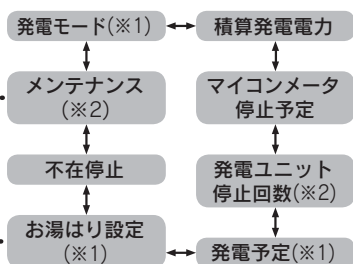 発電モード(※1)
積算発電電力
メンテナンス
(※2)
マイコンメータ
停止予定
不在停止
発電ユニット
停止回数(※2)
お湯はり設定
(※1)
発電予定(※1)